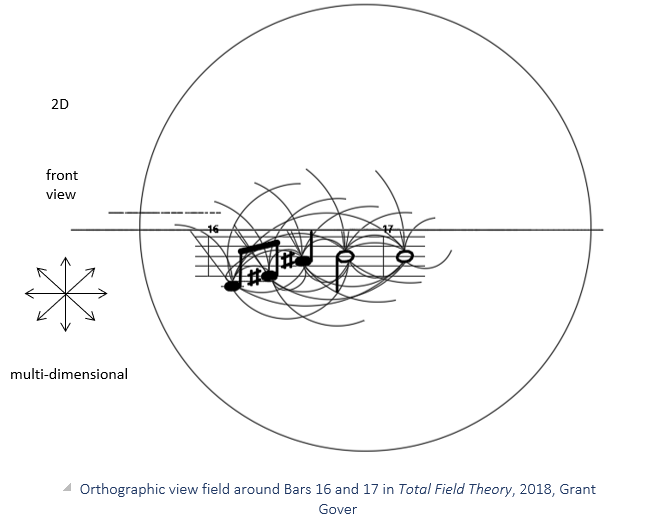 2D
front
view
16
17
multi-dimensional
Orthographic view field around Bars 16 and 17 in Total Field Theory, 2018, Grant
Gover